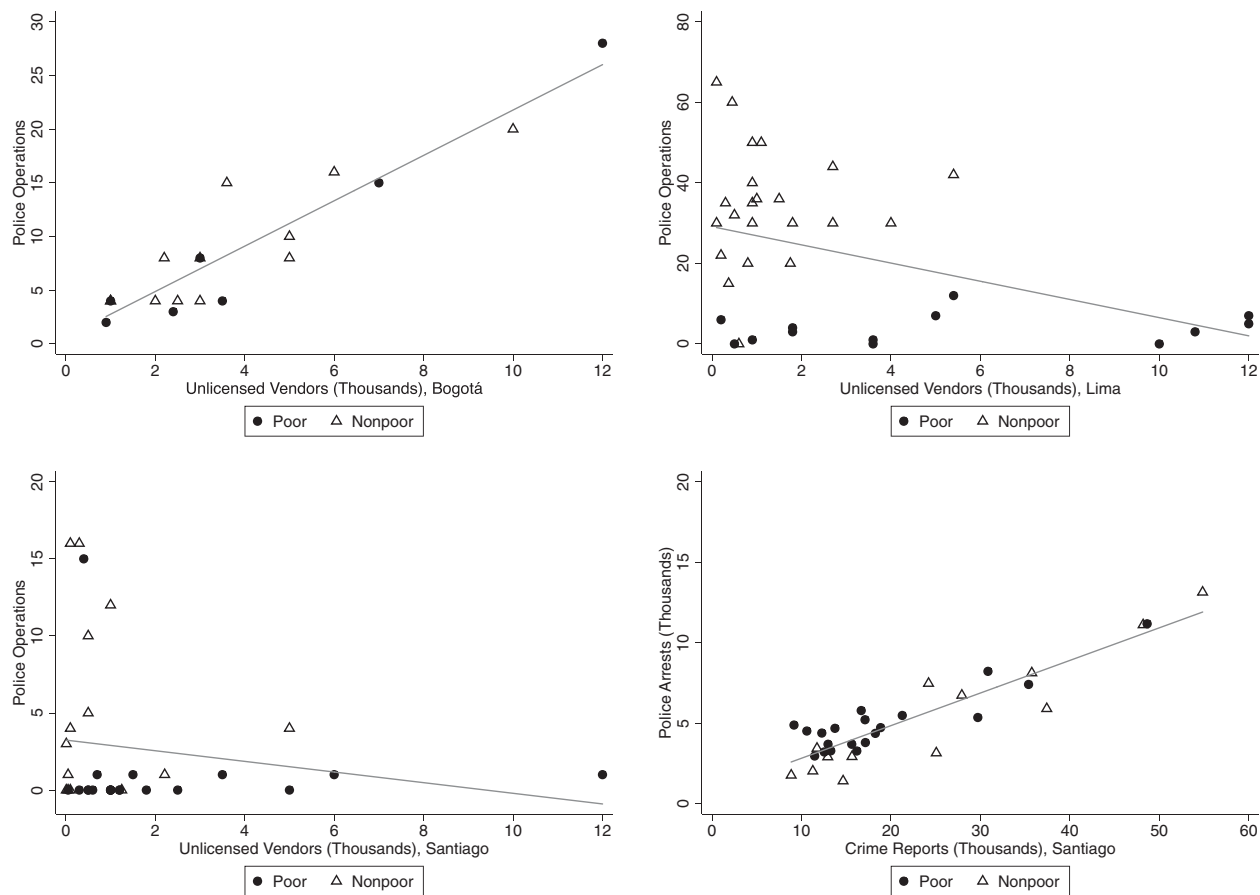 Police Operations
30
25
20
15
10
5
0
0 2 4 6 8 10 12
Unlicensed Vendors (Thousands), Bogotá
Poor Nonpoor
Police Operations
80
60
40
20
0
0 2 4 6 8 10 12
Unlicensed Vendors (Thousands), Lima
Poor Nonpoor
Police Operations
20
15
10
5
0
0 2 4 6 8 10 12
Unlicensed Vendors (Thousands), Santiago
Poor Nonpoor
Police Arrests (Thousands)
20
15
10
5
0
0 10 20 30 40 50 60
Crime Reports (Thousands), Santiago
Poor Nonpoor